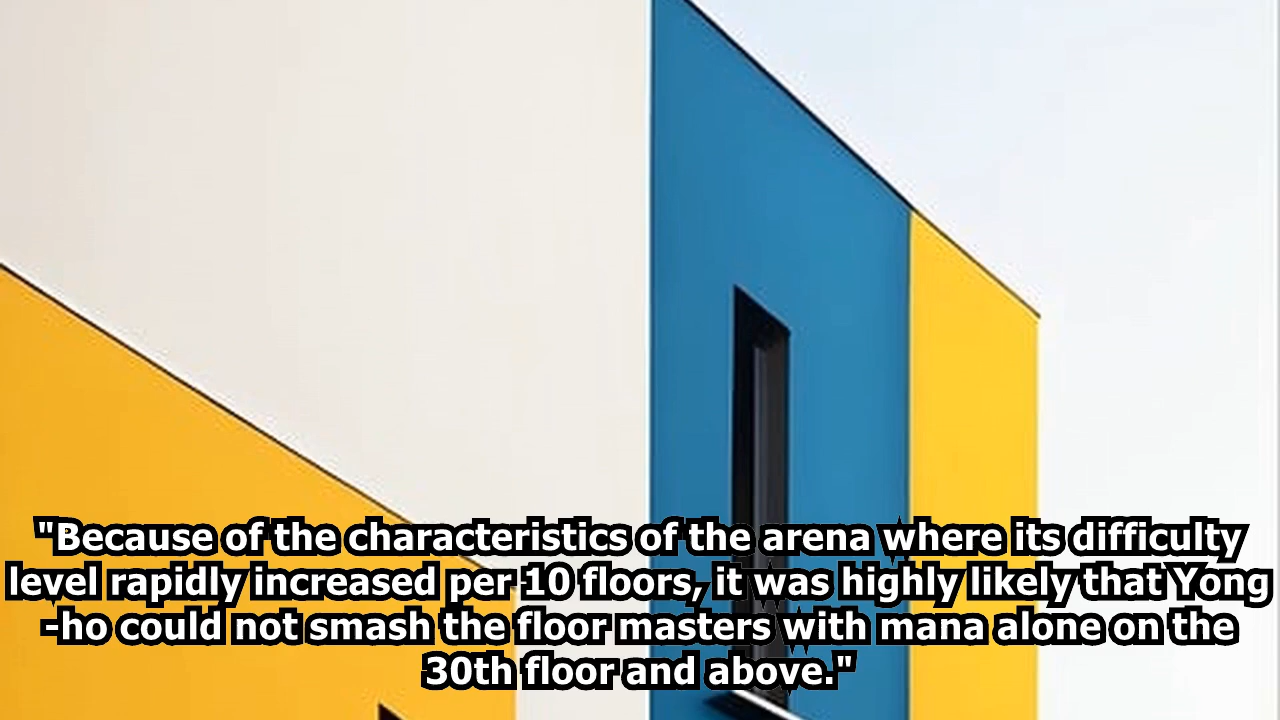 "Because of the characteristics of the arena where its difficulty
level rapidly increased per 10 floors, it was highly likely that Yong
-ho could not smash the floor masters with mana alone on the
30th floor and above."